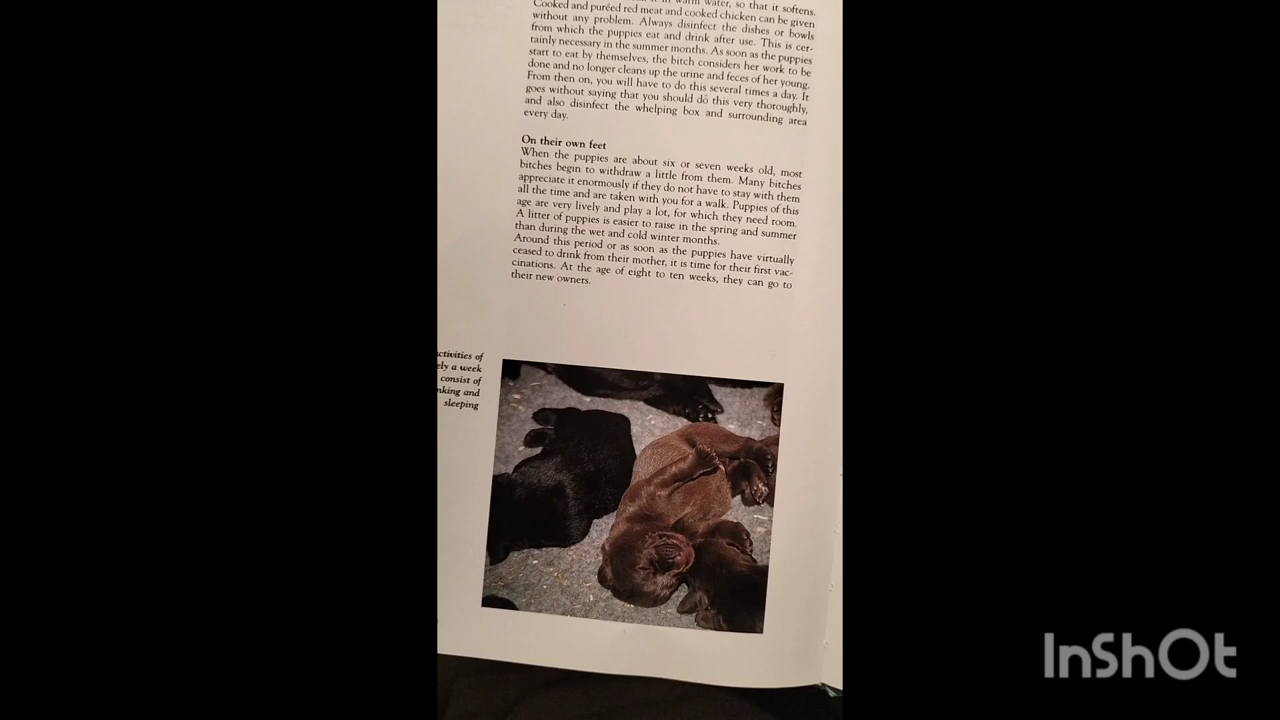 in warm water, so that it softens.
Cooked and puréed red meat and cooked chicken can be given
without any problem. Always disinfect the dishes or bowls
from which the puppies eat and drink after use. This is cer-
tainly necessary in the summer months. As soon as the puppies
start to eat by themselves, the bitch considers her work to be
done and no longer cleans up the urine and feces of her young.
From then on, you will have to do this several times a day. It
goes without saying that you should do this very thoroughly,
and also disinfect the whelping box and surrounding area
every day.
On their own feet
When the puppies are about six or seven weeks old, most
bitches begin to withdraw a little from them. Many bitches
appreciate it enormously if they do not have to stay with them
all the time and are taken with you for a walk. Puppies of this
age are very lively and play a lot, for which they need room.
A litter of puppies is easier to raise in the spring and summer
than during the wet and cold winter months.
Around this period or as soon as the puppies have virtually
ceased to drink from their mother, it is time for their first vac-
cinations. At the age of eight to ten weeks, they can go to
their new owners.
ctivities of
ely a week
consist of
nking and
sleeping
InShOt